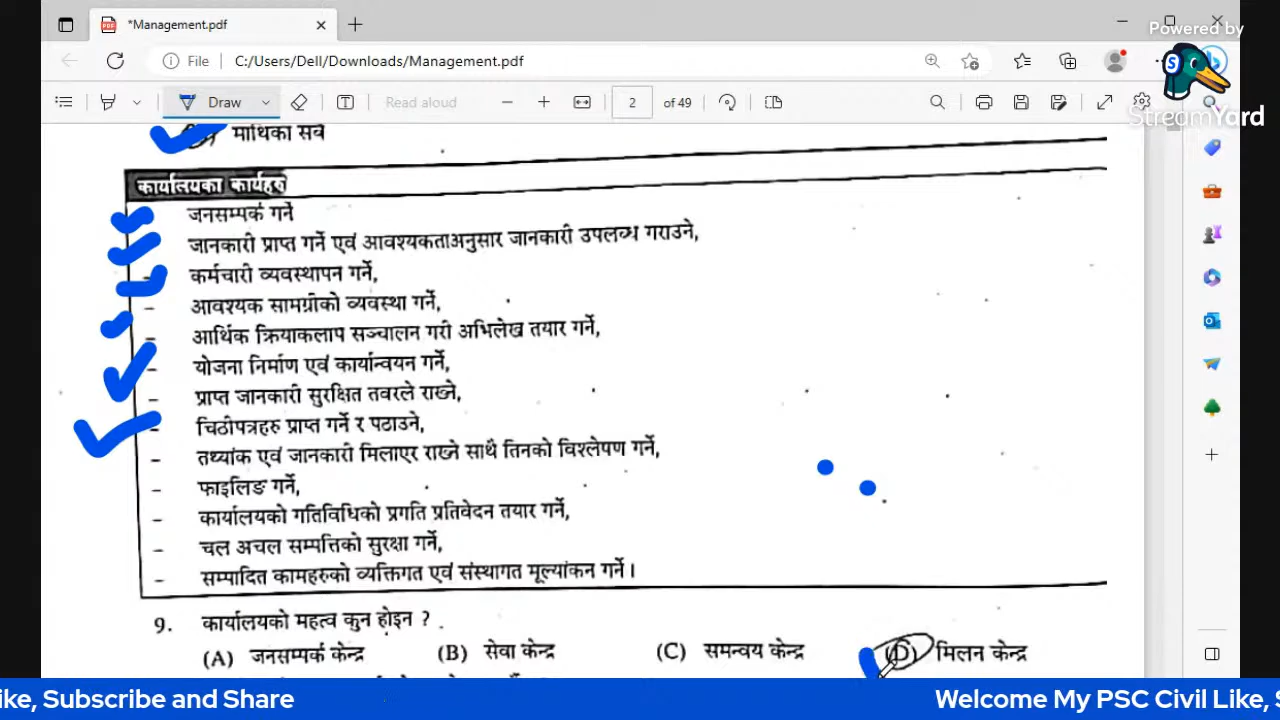 Powered by
*Management.pdf
File
C:/Users/Dell/Downloads/Management.pdf
StreamYard
Draw
Read aloud
2 of 49
माथिका सवै
कार्यालयका कार्यहरु
जनसम्पर्क गर्ने
जानकारी प्राप्त गर्ने एवं आवश्यकताअनुसार जानकारी उपलब्ध गराउने,
- कर्मचारी व्यवस्थापन गर्ने,
- आवश्यक सामग्रीको व्यवस्था गर्ने,
- आर्थिक क्रियाकलाप सञ्चालन गरी अभिलेख तयार गर्ने,
- योजना निर्माण एवं कार्यान्वयन गर्ने,
- प्राप्त जानकारी सुरक्षित तवरले राख्ने,
- चिठीपत्रहरु प्राप्त गर्ने र पठाउने,
- तथ्यांक एवं जानकारी मिलाएर राख्ने साथै तिनको विश्लेषण गर्ने,
- फाइलिङ गर्ने,
- कार्यालयको गतिविधिको प्रगति प्रतिवेदन तयार गर्ने,
- चल अचल सम्पत्तिको सुरक्षा गर्ने,
- सम्पादित कामहरुको व्यक्तिगत एवं संस्थागत मूल्यांकन गर्ने।
9. कार्यालयको महत्व कुन होइन ?
(A) जनसम्पर्क केन्द्र (B) सेवा केन्द्र (C) समन्वय केन्द्र (D) मिलन केन्द्र
ike, Subscribe and Share
Welcome My PSC Civil Like, S